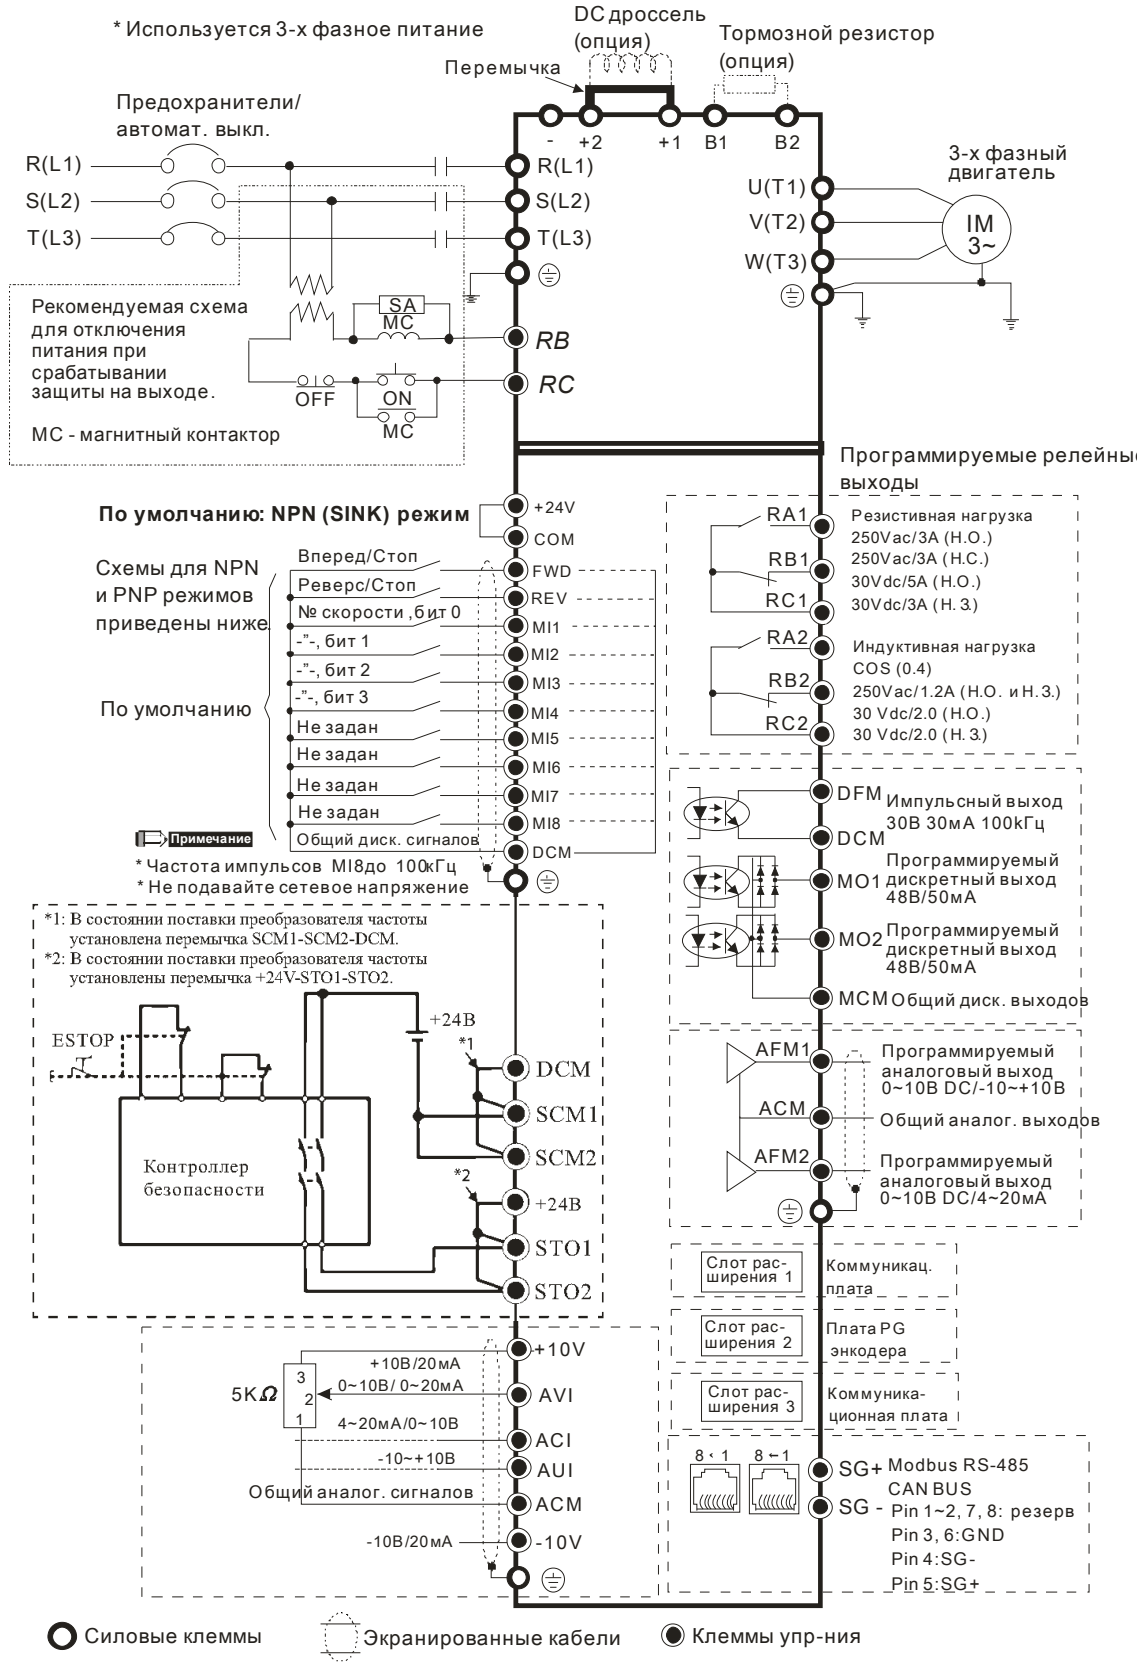 * Используется 3-х фазное питание
DC дроссель
(опция)
Тормозной резистор
(опция)
Перемычка
Предохранители/
автомат. выкл.
-
+2
+1
B1
B2
R(L1)
R(L1)
S(L2)
S(L2)
T(L3)
T(L3)
U(T1)
V(T2)
W(T3)
3-х фазный
двигатель
IM
3~
Рекомендуемая схема
для отключения
питания при
срабатывании
защиты на выходе.
МС - магнитный контактор
SA
MC
OFF
ON
MC
RB
RC
Программируемые релейные
выходы
По умолчанию: NPN (SINK) режим
+24V
COM
Схемы для NPN
и PNP режимов
приведены ниже.
По умолчанию
Вперед/Стоп
FWD
Реверс/Стоп
REV
№ скорости ,бит 0
MI1
-"-, бит 1
MI2
-"-, бит 2
MI3
-"-, бит 3
MI4
Не задан
MI5
Не задан
MI6
Не задан
MI7
Не задан
MI8
Общий диск. сигналов
DCM
Примечание
* Частота импульсов MI8до 100кГц
* Не подавайте сетевое напряжение
RA1
RB1
RC1
Резистивная нагрузка
250Vac/3A (Н.О.)
250Vac/3A (Н.С.)
30Vdc/5A (Н.О.)
30Vdc/3A (Н.З.)
RA2
RB2
RC2
Индуктивная нагрузка
COS (0.4)
250Vac/1.2A (Н.О. и Н.З.)
30 Vdc/2.0 (Н.О.)
30 Vdc/2.0 (Н.З.)
DFM
DCM
Импульсный выход
30В 30мА 100кГц
MO1
Программируемый
дискретный выход
48В/50мА
MO2
Программируемый
дискретный выход
48В/50мА
MCM
Общий диск. выходов
*1: В состоянии поставки преобразователя частоты
установлена перемычка SCM1-SCM2-DCM.
*2: В состоянии поставки преобразователя частоты
установлены перемычка +24V-STO1-STO2.
ESTOP
+24В
*1
Контроллер
безопасности
*2
DCM
SCM1
SCM2
+24В
STO1
STO2
AFM1
Программируемый
аналоговый выход
0~10В DC/-10~+10В
ACM
Общий аналог. выходов
AFM2
Программируемый
аналоговый выход
0~10В DC/4~20мА
Слот рас-
ширения 1
Коммуникац.
плата
Слот рас-
ширения 2
Плата PG
энкодера
Слот рас-
ширения 3
Коммуника-
ционная плата
5KΩ
3
2
1
+10В/20мА
+10V
0~10В/ 0~20мА
AVI
4~20мА/0~10В
ACI
-10~+10В
AUI
Общий аналог. сигналов
ACM
-10В/20мА
-10V
8←1
8←1
SG+
SG -
Modbus RS-485
CAN BUS
Pin 1~2, 7, 8: резерв
Pin 3, 6:GND
Pin 4:SG-
Pin 5:SG+
Силовые клеммы
Экранированные кабели
Клеммы упр-ния